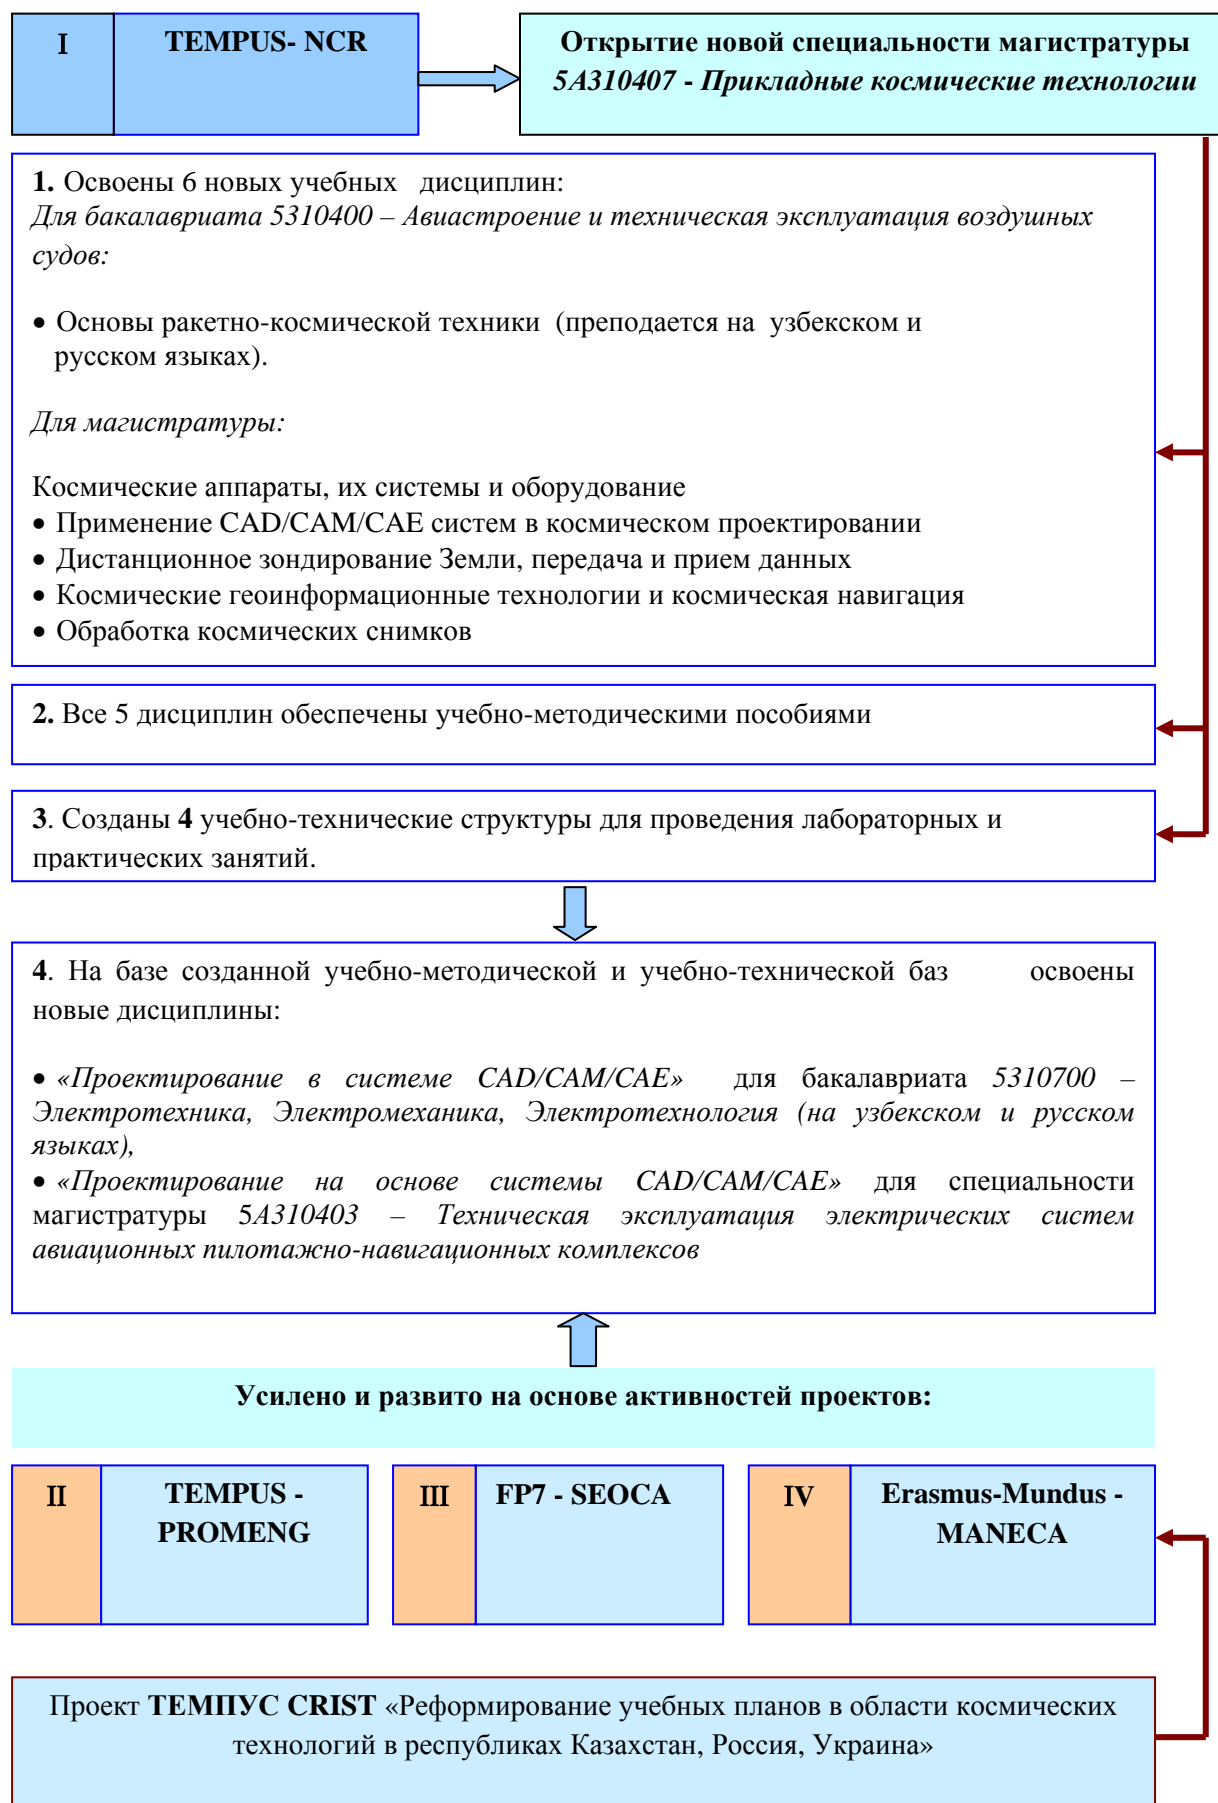 I
TEMPUS- NCR
Открытие новой специальности магистратуры
5А310407 - Прикладные космические технологии
1. Освоены 6 новых учебных дисциплин:
Для бакалавриата 5310400 – Авиастроение и техническая эксплуатация воздушных
судов:
• Основы ракетно-космической техники (преподается на узбекском и
русском языках).
Для магистратуры:
Космические аппараты, их системы и оборудование
• Применение CAD/CAM/CAE систем в космическом проектировании
• Дистанционное зондирование Земли, передача и прием данных
• Космические геоинформационные технологии и космическая навигация
• Обработка космических снимков
2. Все 5 дисциплин обеспечены учебно-методическими пособиями
3. Созданы 4 учебно-технические структуры для проведения лабораторных и
практических занятий.
4. На базе созданной учебно-методической и учебно-технической баз освоены
новые дисциплины:
• «Проектирование в системе CAD/CAM/CAE» для бакалавриата 5310700 –
Электротехника, Электромеханика, Электротехнология (на узбекском и русском
языках),
• «Проектирование на основе системы CAD/CAM/CAE» для специальности
магистратуры 5А310403 – Техническая эксплуатация электрических систем
авиационных пилотажно-навигационных комплексов
Усилено и развито на основе активностей проектов:
II
TEMPUS -
PROMENG
III
FP7 - SEOCA
IV
Erasmus-Mundus -
MANECA
Проект ТЕМПУС CRIST «Реформирование учебных планов в области космических
технологий в республиках Казахстан, Россия, Украина»